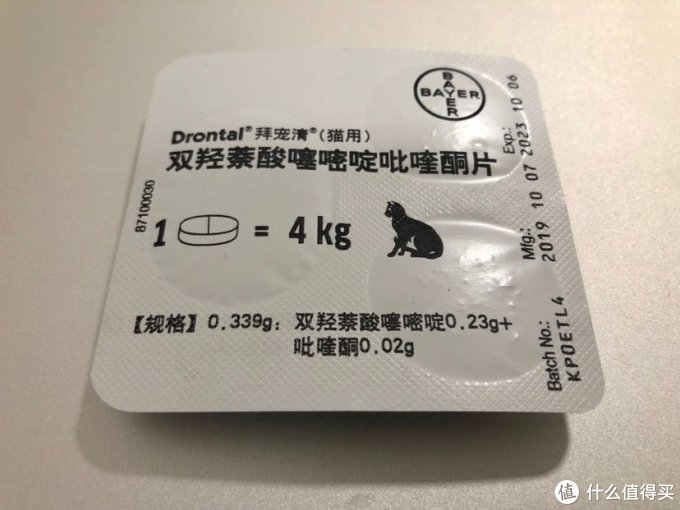 BAYER
BAYER
Drontal® 拜宠清®(猫用)
双羟萘酸噻嘧啶吡喹酮片
87100030
1 = 4 kg
【规格】0.339g: 双羟萘酸噻嘧啶0.23g+
吡喹酮0.02g
Batch No.: Mfg.: Exp.:
KP0ETL4 2019 10 07 2023 10 06
值 什么值得买